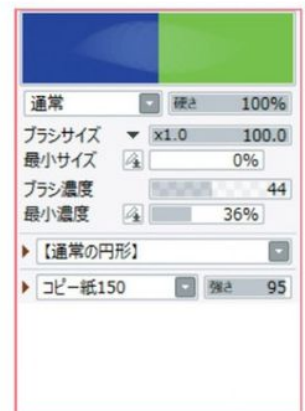 通常 硬さ 100%
ブラシサイズ x1.0 100.0
最小サイズ 0%
ブラシ濃度 44
最小濃度 36%
【通常の円形】
コピー紙150 強さ 95